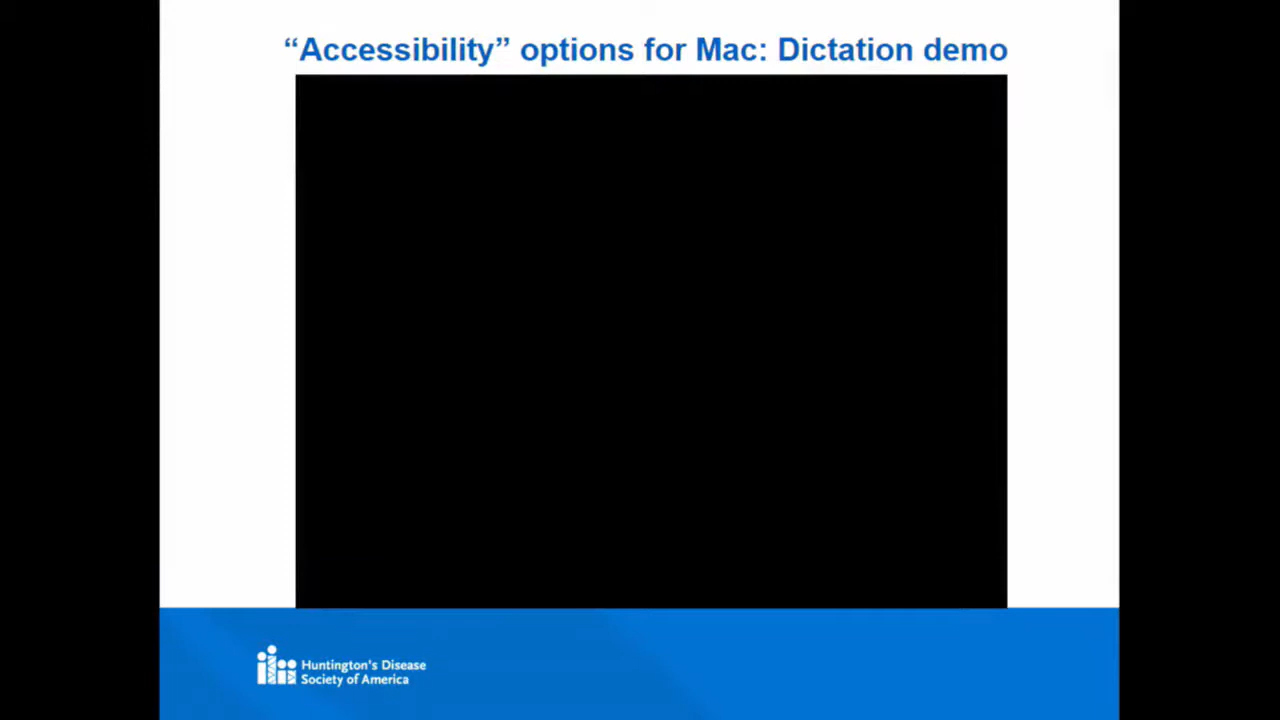 “Accessibility” options for Mac: Dictation demo
Huntington's Disease
Society of America